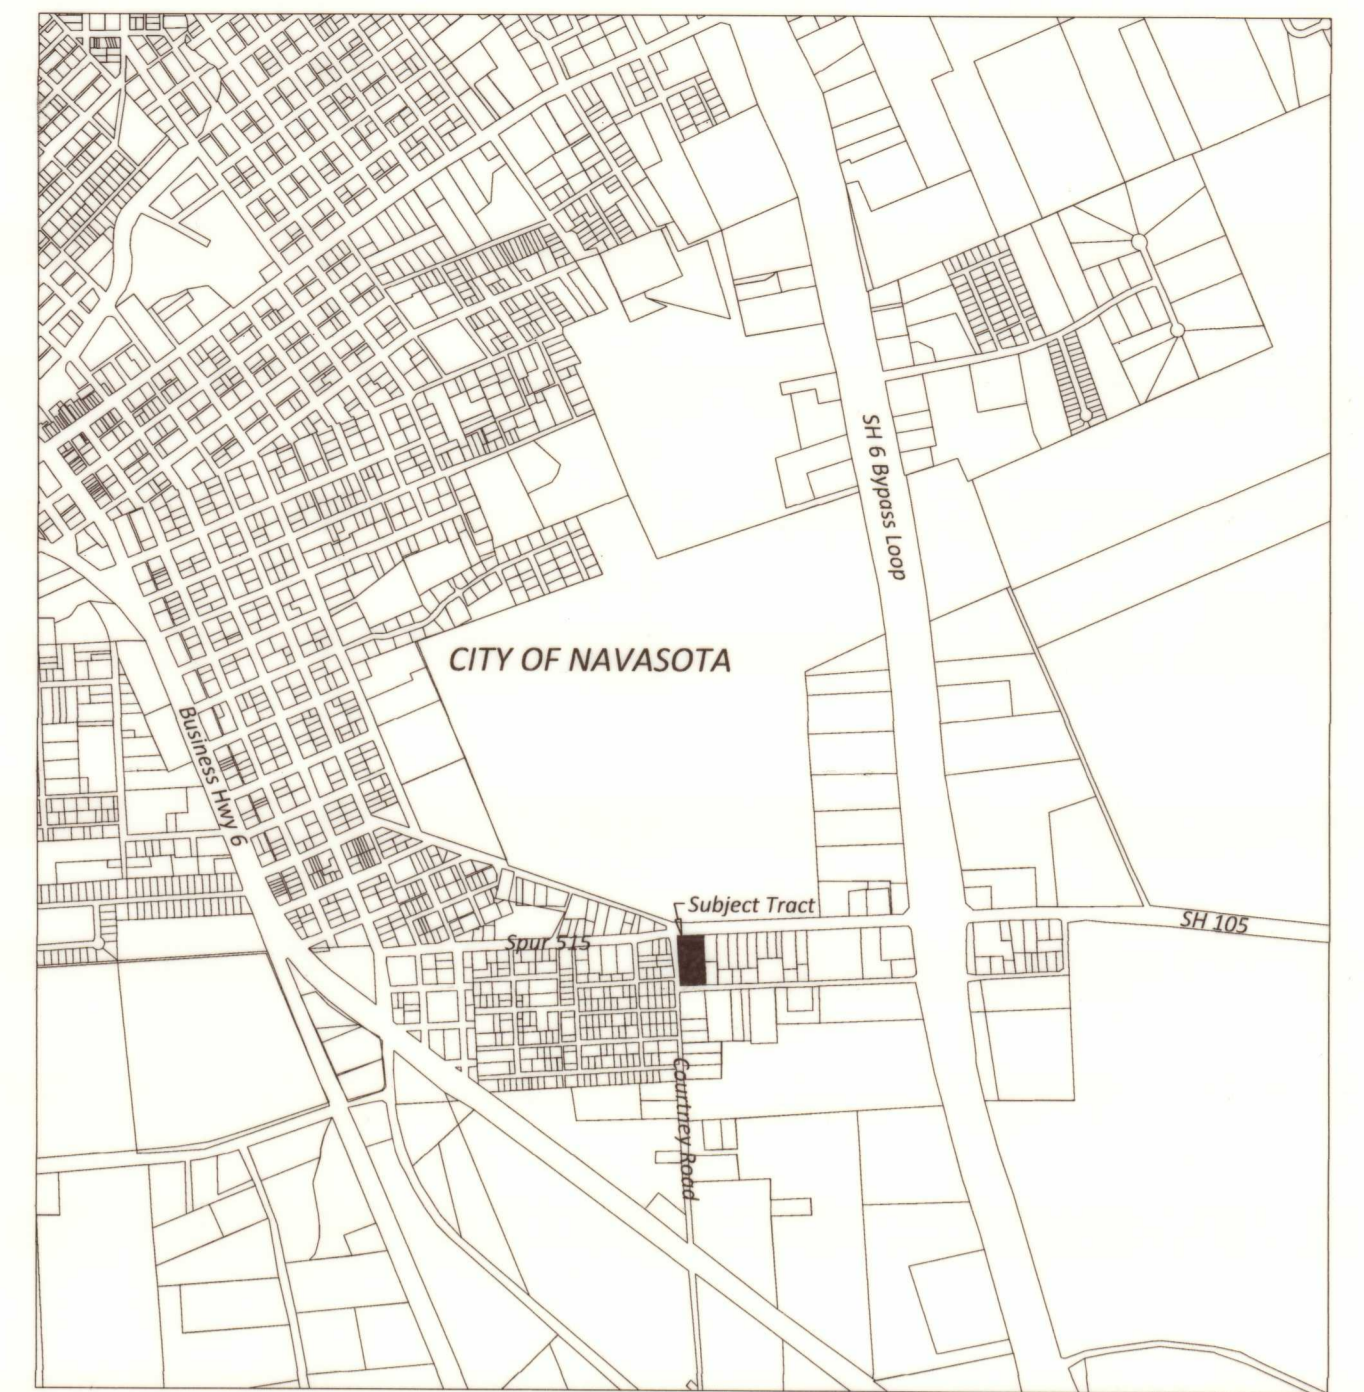 SH 6 Bypass Loop
CITY OF NAVASOTA
Business Hwy 6
Subject Tract
SH 105
Spur 515
Courtney Road